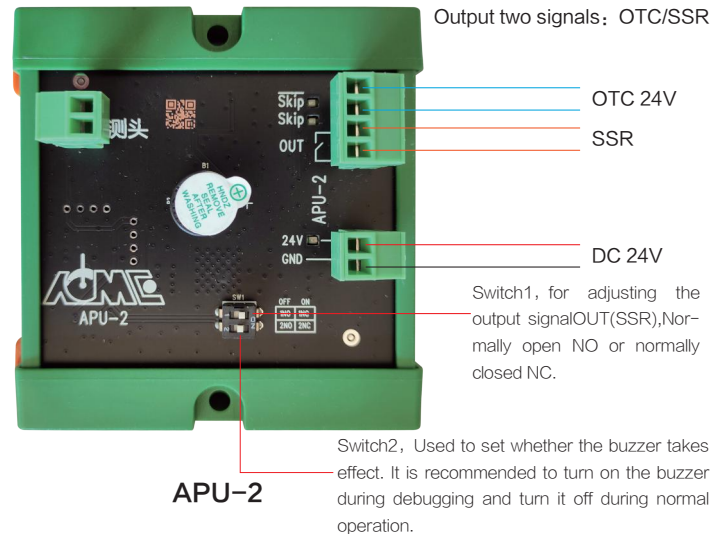 Output two signals：OTC/SSR
Skip
Skip
OUT
测头
OTC 24V
SSR
B1
HNDZ
REMOVE
SEAL
AFTER
WASHING
APU-2
24V
GND
DC 24V
AOMC
APU-2
SW1
OFF ON
1NO 1NC
2NO 2NC
Switch1, for adjusting the
output signalOUT(SSR),Nor-
mally open NO or normally
closed NC.
Switch2, Used to set whether the buzzer takes
effect. It is recommended to turn on the buzzer
during debugging and turn it off during normal
operation.
APU-2